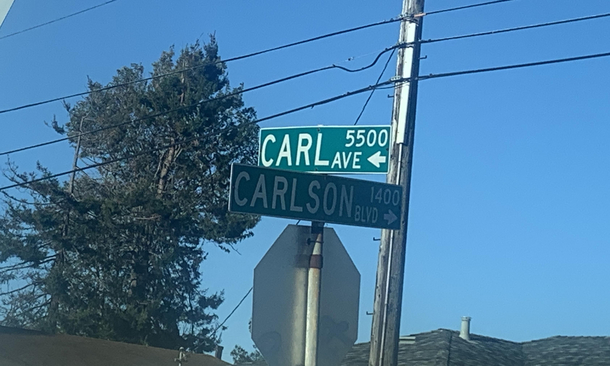 CARL AVE 5500 ←
CARLSON BLVD 1400 →